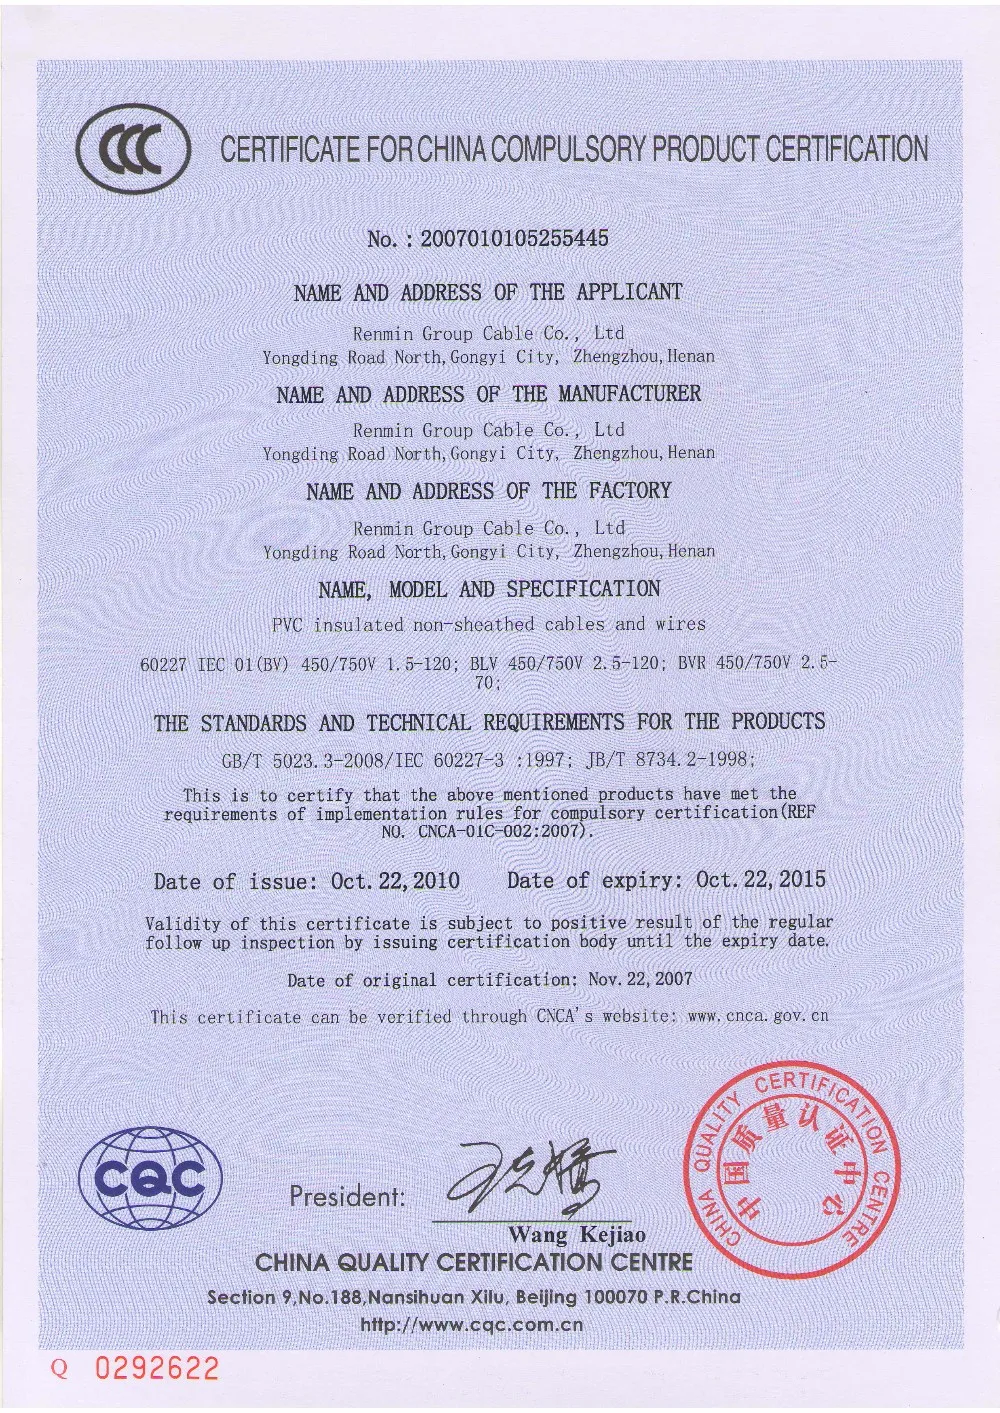 CCC
CERTIFICATE FOR CHINA COMPULSORY PRODUCT CERTIFICATION
No. : 2007010105255445
NAME AND ADDRESS OF THE APPLICANT
Renmin Group Cable Co., Ltd
Yongding Road North, Gongyi City, Zhengzhou, Henan
NAME AND ADDRESS OF THE MANUFACTURER
Renmin Group Cable Co., Ltd
Yongding Road North, Gongyi City, Zhengzhou, Henan
NAME AND ADDRESS OF THE FACTORY
Renmin Group Cable Co., Ltd
Yongding Road North, Gongyi City, Zhengzhou, Henan
NAME, MODEL AND SPECIFICATION
PVC insulated non-sheathed cables and wires
60227 IEC 01(BV) 450/750V 1.5-120; BLV 450/750V 2.5-120; BVR 450/750V 2.5-
70;
THE STANDARDS AND TECHNICAL REQUIREMENTS FOR THE PRODUCTS
GB/T 5023.3-2008/IEC 60227-3 :1997; JB/T 8734.2-1998;
This is to certify that the above mentioned products have met the
requirements of implementation rules for compulsory certification(REF
NO. CNCA-01C-002:2007).
Date of issue: Oct.22,2010 Date of expiry: Oct.22,2015
Validity of this certificate is subject to positive result of the regular
follow up inspection by issuing certification body until the expiry date.
Date of original certification: Nov.22,2007
This certificate can be verified through CNCA's website: www.cnca.gov.cn
CHINA QUALITY CERTIFICATION CENTRE
中国质量认证中心
CQC
President:
Wang Kejiao
CHINA QUALITY CERTIFICATION CENTRE
Section 9,No.188,Nansihuan Xilu, Beijing 100070 P.R.China
http://www.cqc.com.cn
Q 0292622